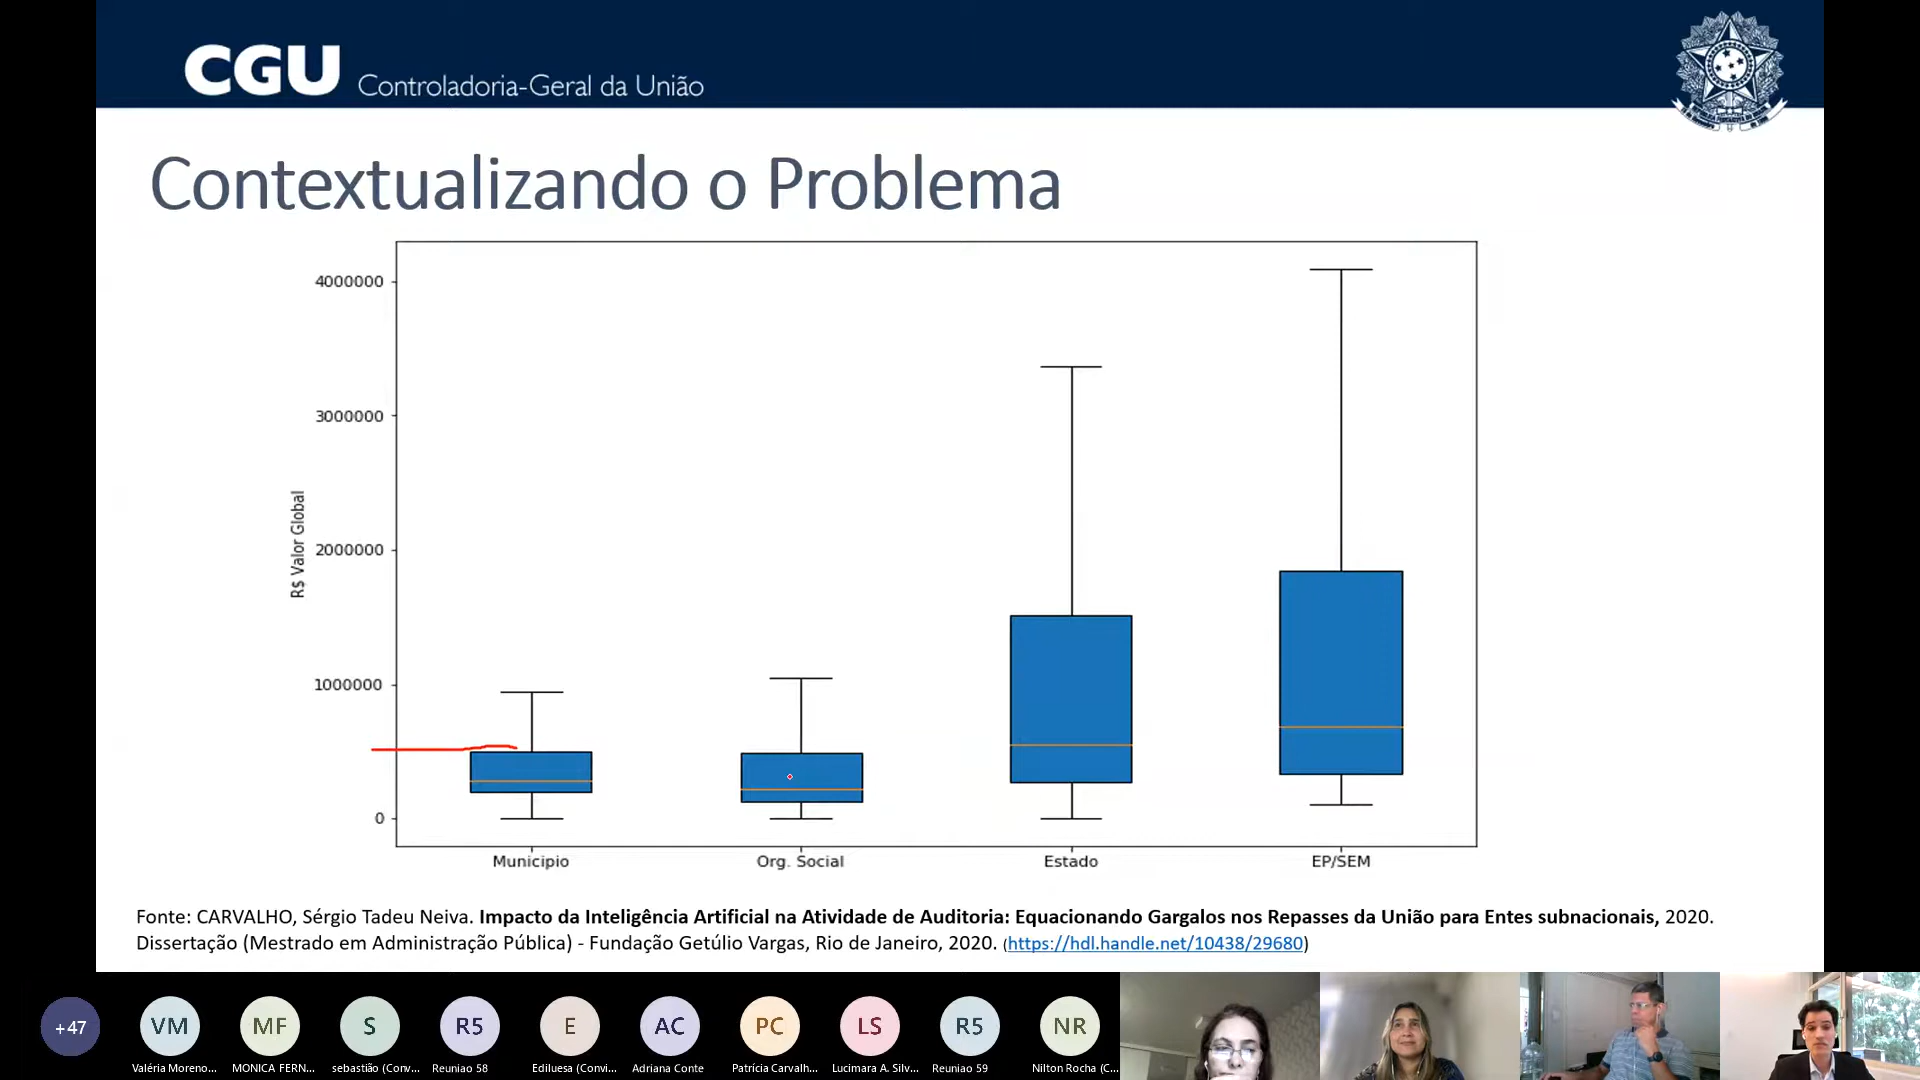 CGU Controladoria-Geral da União
Contextualizando o Problema
4000000
3000000
2000000
1000000
0
R$ Valor Global
Municipio
Org. Social
Estado
EP/SEM
Fonte: CARVALHO, Sérgio Tadeu Neiva. Impacto da Inteligência Artificial na Atividade de Auditoria: Equacionando Gargalos nos Repasses da União para Entes subnacionais, 2020.
Dissertação (Mestrado em Administração Pública) - Fundação Getúlio Vargas, Rio de Janeiro, 2020. (https://hdl.handle.net/10438/29680)
+47
VM
MF
S
R5
E
AC
PC
LS
R5
NR
Valéria Moreno...
MONICA FERN...
sebastião (Conv...
Reuniao 58
Ediluesa (Convi...
Adriana Conte
Patrícia Carvalh...
Lucimara A. Silv...
Reuniao 59
Nilton Rocha (C...